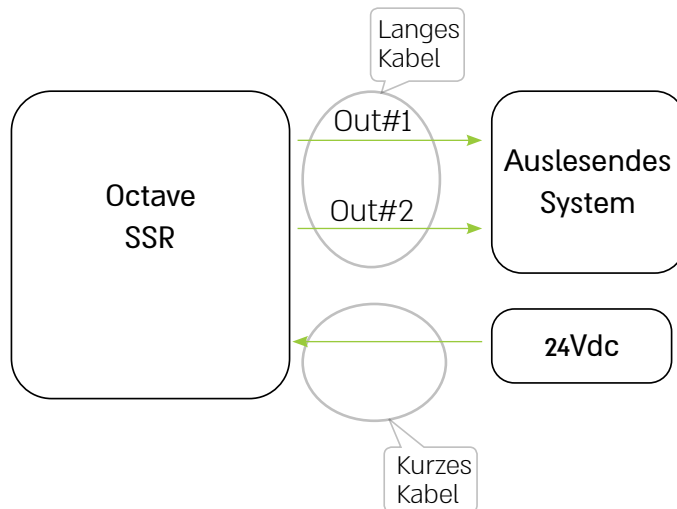 Langes
Kabel
Out#1
Octave
SSR
Out#2
Auslesendes
System
24Vdc
Kurzes
Kabel